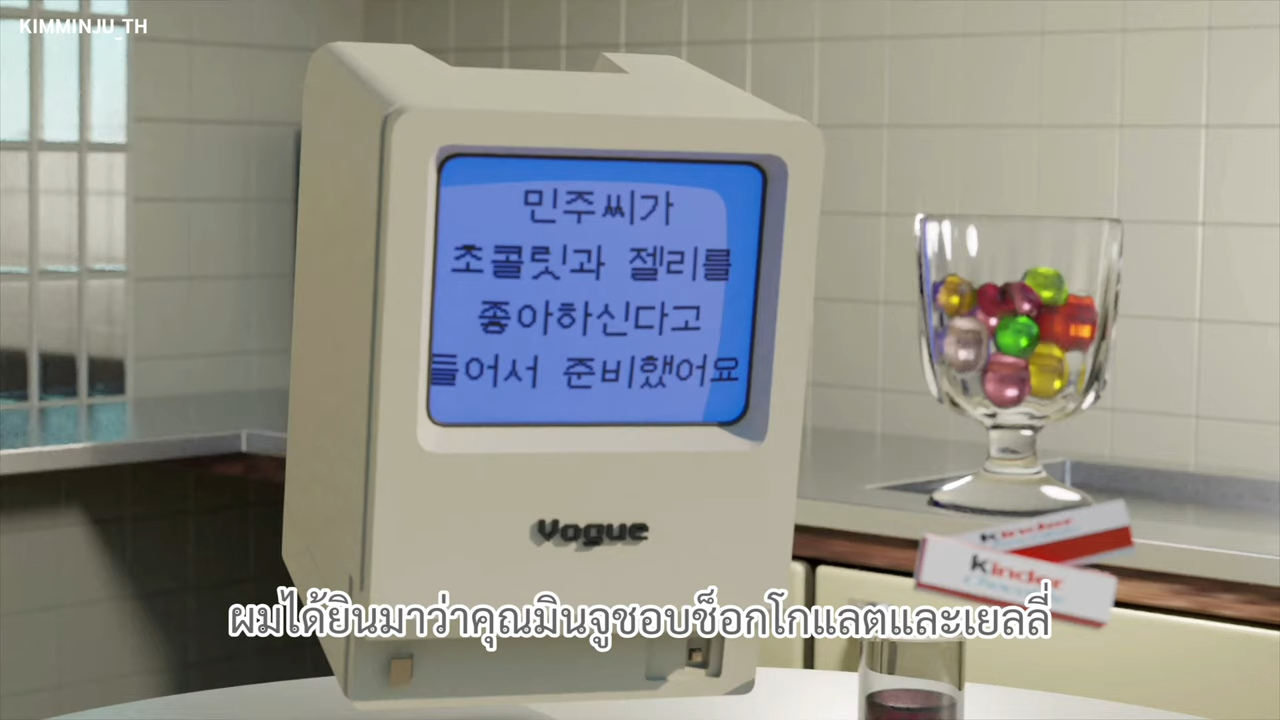 KIMMINJU_TH
민주씨가
초콜릿과 젤리를
좋아하신다고
들어서 준비했어요
Vogue
Kinder
Kinder
ผมได้ยินมาว่าคุณมินจูชอบช็อกโกแลตและเยลลี่